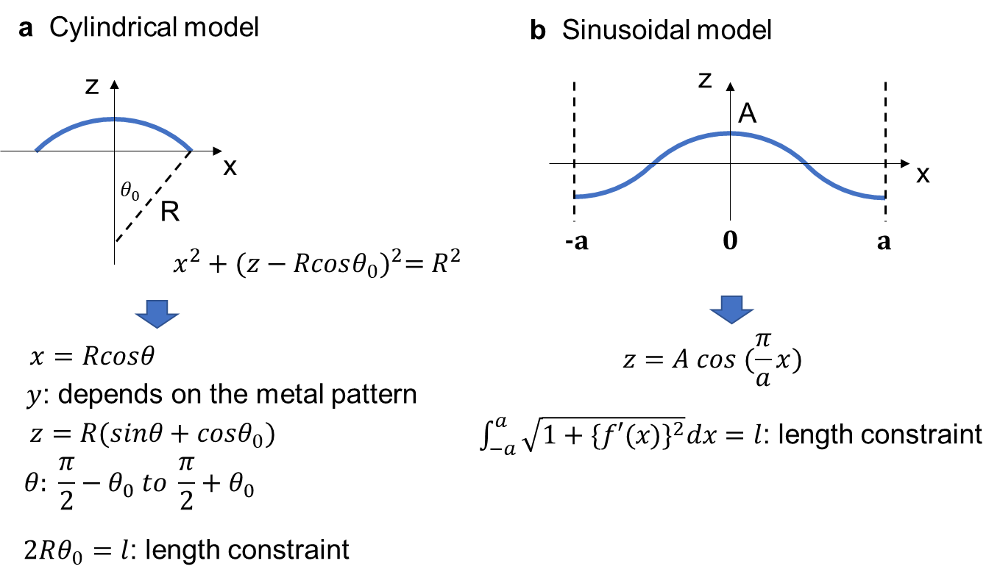 a Cylindrical model
z
x
θ₀
R
x² + (z − Rcosθ₀)² = R²
x = Rcosθ
y: depends on the metal pattern
z = R(sinθ + cosθ₀)
θ: π/2 − θ₀ to π/2 + θ₀
2Rθ₀ = l: length constraint
b Sinusoidal model
z
A
x
-a 0 a
z = A cos (π/a x)
∫₋ₐᵃ √(1 + {f′(x)}²) dx = l: length constraint